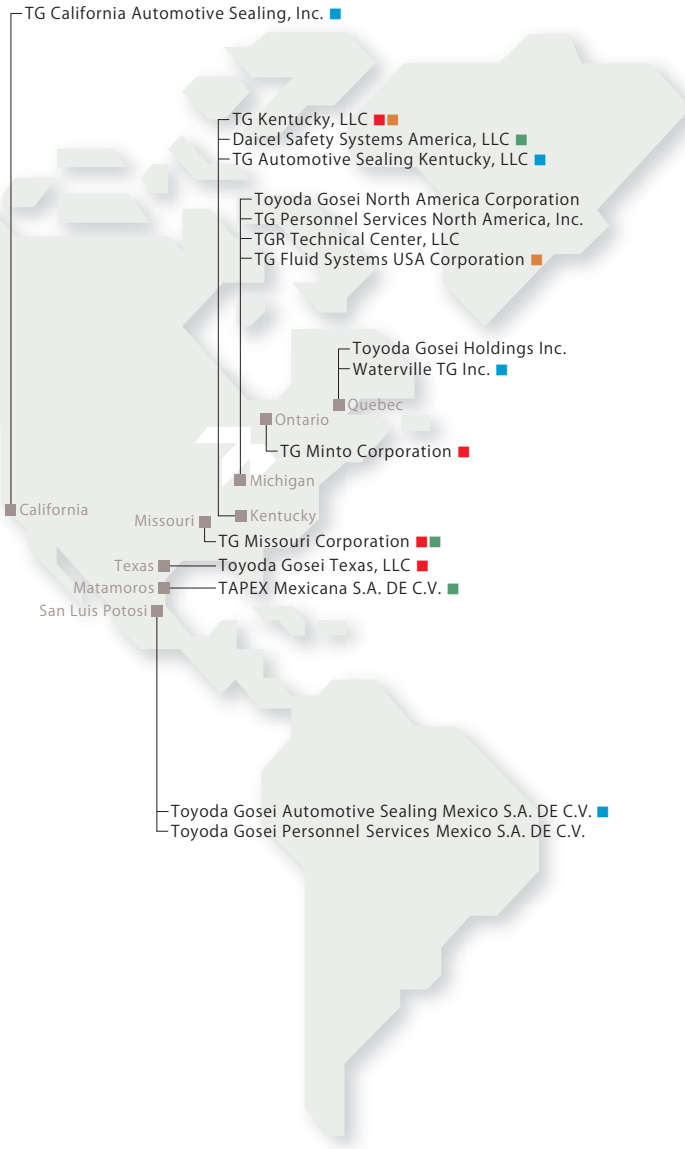 TG California Automotive Sealing, Inc.
TG Kentucky, LLC
Daicel Safety Systems America, LLC
TG Automotive Sealing Kentucky, LLC
Toyoda Gosei North America Corporation
TG Personnel Services North America, Inc.
TGR Technical Center, LLC
TG Fluid Systems USA Corporation
Toyoda Gosei Holdings Inc.
Waterville TG Inc.
Quebec
Ontario
TG Minto Corporation
Michigan
California
Missouri
Kentucky
TG Missouri Corporation
Texas
Toyoda Gosei Texas, LLC
Matamoros
TAPEX Mexicana S.A. DE C.V.
San Luis Potosi
Toyoda Gosei Automotive Sealing Mexico S.A. DE C.V.
Toyoda Gosei Personnel Services Mexico S.A. DE C.V.